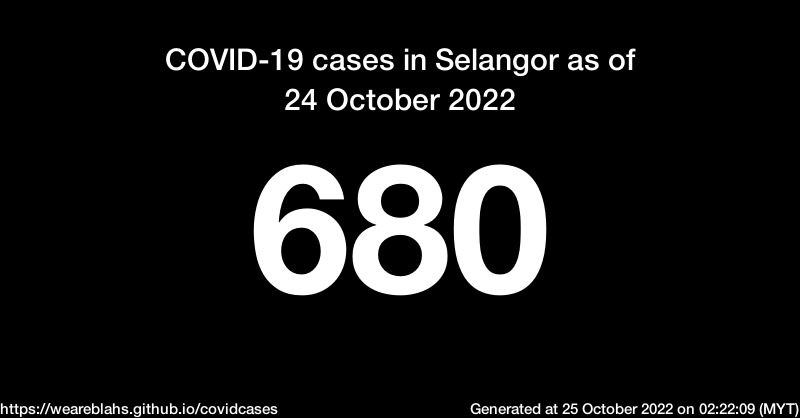 COVID-19 cases in Selangor as of
24 October 2022
680
https://weareblahs.github.io/covidcases
Generated at 25 October 2022 on 02:22:09 (MYT)